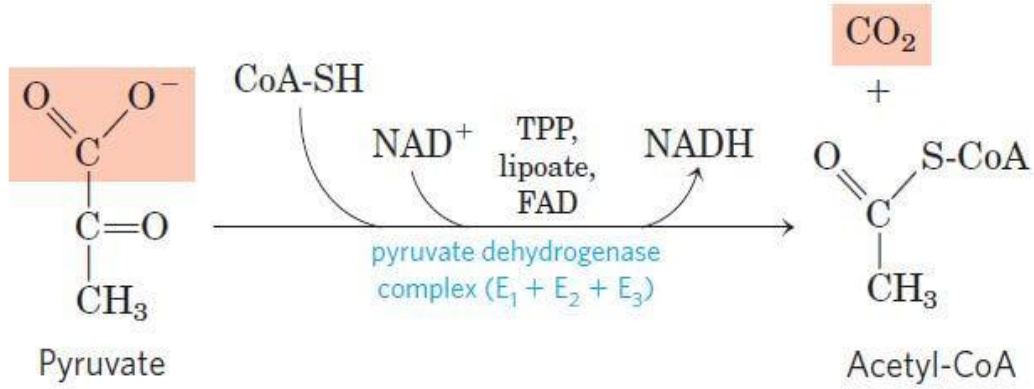 CO₂
+
O O⁻
C
C=O
CH₃
Pyruvate
CoA-SH
NAD⁺
TPP,
lipoate,
FAD
NADH
pyruvate dehydrogenase
complex (E₁ + E₂ + E₃)
O S-CoA
C
CH₃
Acetyl-CoA